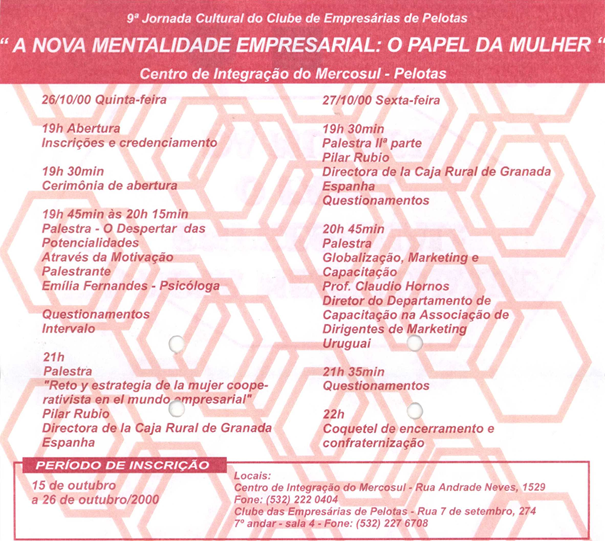 9ª Jornada Cultural do Clube de Empresárias de Pelotas
“ A NOVA MENTALIDADE EMPRESARIAL: O PAPEL DA MULHER “
Centro de Integração do Mercosul - Pelotas
26/10/00 Quinta-feira
19h Abertura
Inscrições e credenciamento
19h 30min
Cerimônia de abertura
19h 45min às 20h 15min
Palestra - O Despertar das
Potencialidades
Através da Motivação
Palestrante
Emília Fernandes - Psicóloga
Questionamentos
Intervalo
21h
Palestra
"Reto y estrategia de la mujer coope-
rativista en el mundo empresarial"
Pilar Rubio
Directora de la Caja Rural de Granada
Espanha
27/10/00 Sexta-feira
19h 30min
Palestra IIª parte
Pilar Rubio
Directora de la Caja Rural de Granada
Espanha
Questionamentos
20h 45min
Palestra
Globalização, Marketing e
Capacitação
Prof. Claudio Hornos
Diretor do Departamento de
Capacitação na Associação de
Dirigentes de Marketing
Uruguai
21h 35min
Questionamentos
22h
Coquetel de encerramento e
confraternização
PERÍODO DE INSCRIÇÃO
15 de outubro
a 26 de outubro/2000
Locais:
Centro de Integração do Mercosul - Rua Andrade Neves, 1529
Fone: (532) 222 0404
Clube das Empresárias de Pelotas - Rua 7 de setembro, 274
7º andar - sala 4 - Fone: (532) 227 6708